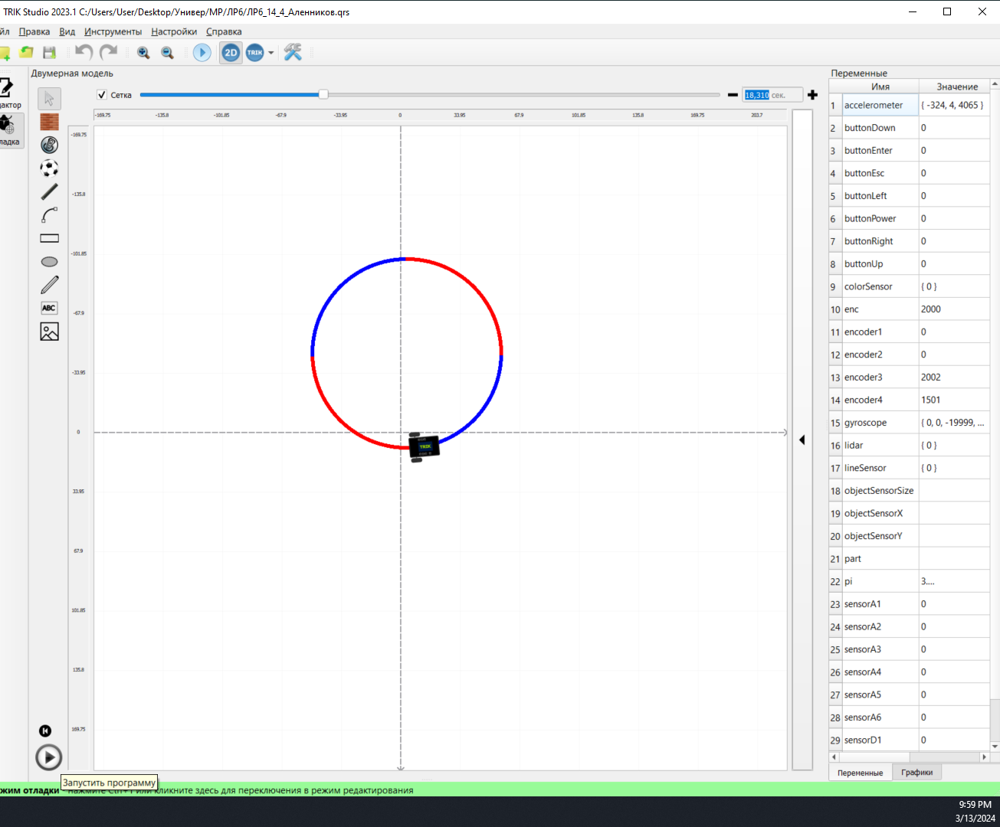 TRIK Studio 2023.1 C:/Users/User/Desktop/Универ/МР/ЛР6/ЛР6_14_4_Аленников.qrs
йл Правка Вид Инструменты Настройки Справка
2D TRIK
Двумерная модель
Сетка
18,310 сек.
-169.75 -135.8 -101.85 -67.9 -33.95 0 33.95 67.9 101.85 135.8 169.75 203.7
-169.75
-135.8
-101.85
-67.9
-33.95
0
33.95
67.9
101.85
135.8
169.75
актор
ладка
ABC
TRIK
Переменные
Имя Значение
1 accelerometer { -324, 4, 4065 }
2 buttonDown 0
3 buttonEnter 0
4 buttonEsc 0
5 buttonLeft 0
6 buttonPower 0
7 buttonRight 0
8 buttonUp 0
9 colorSensor { 0 }
10 enc 2000
11 encoder1 0
12 encoder2 0
13 encoder3 2002
14 encoder4 1501
15 gyroscope { 0, 0, -19999, ...
16 lidar { 0 }
17 lineSensor { 0 }
18 objectSensorSize
19 objectSensorX
20 objectSensorY
21 part
22 pi 3....
23 sensorA1 0
24 sensorA2 0
25 sensorA3 0
26 sensorA4 0
27 sensorA5 0
28 sensorA6 0
29 sensorD1 0
Переменные Графики
Запустить программу
жим отладки - нажмите Ctrl+1 или кликните здесь для переключения в режим редактирования
9:59 PM
3/13/2024